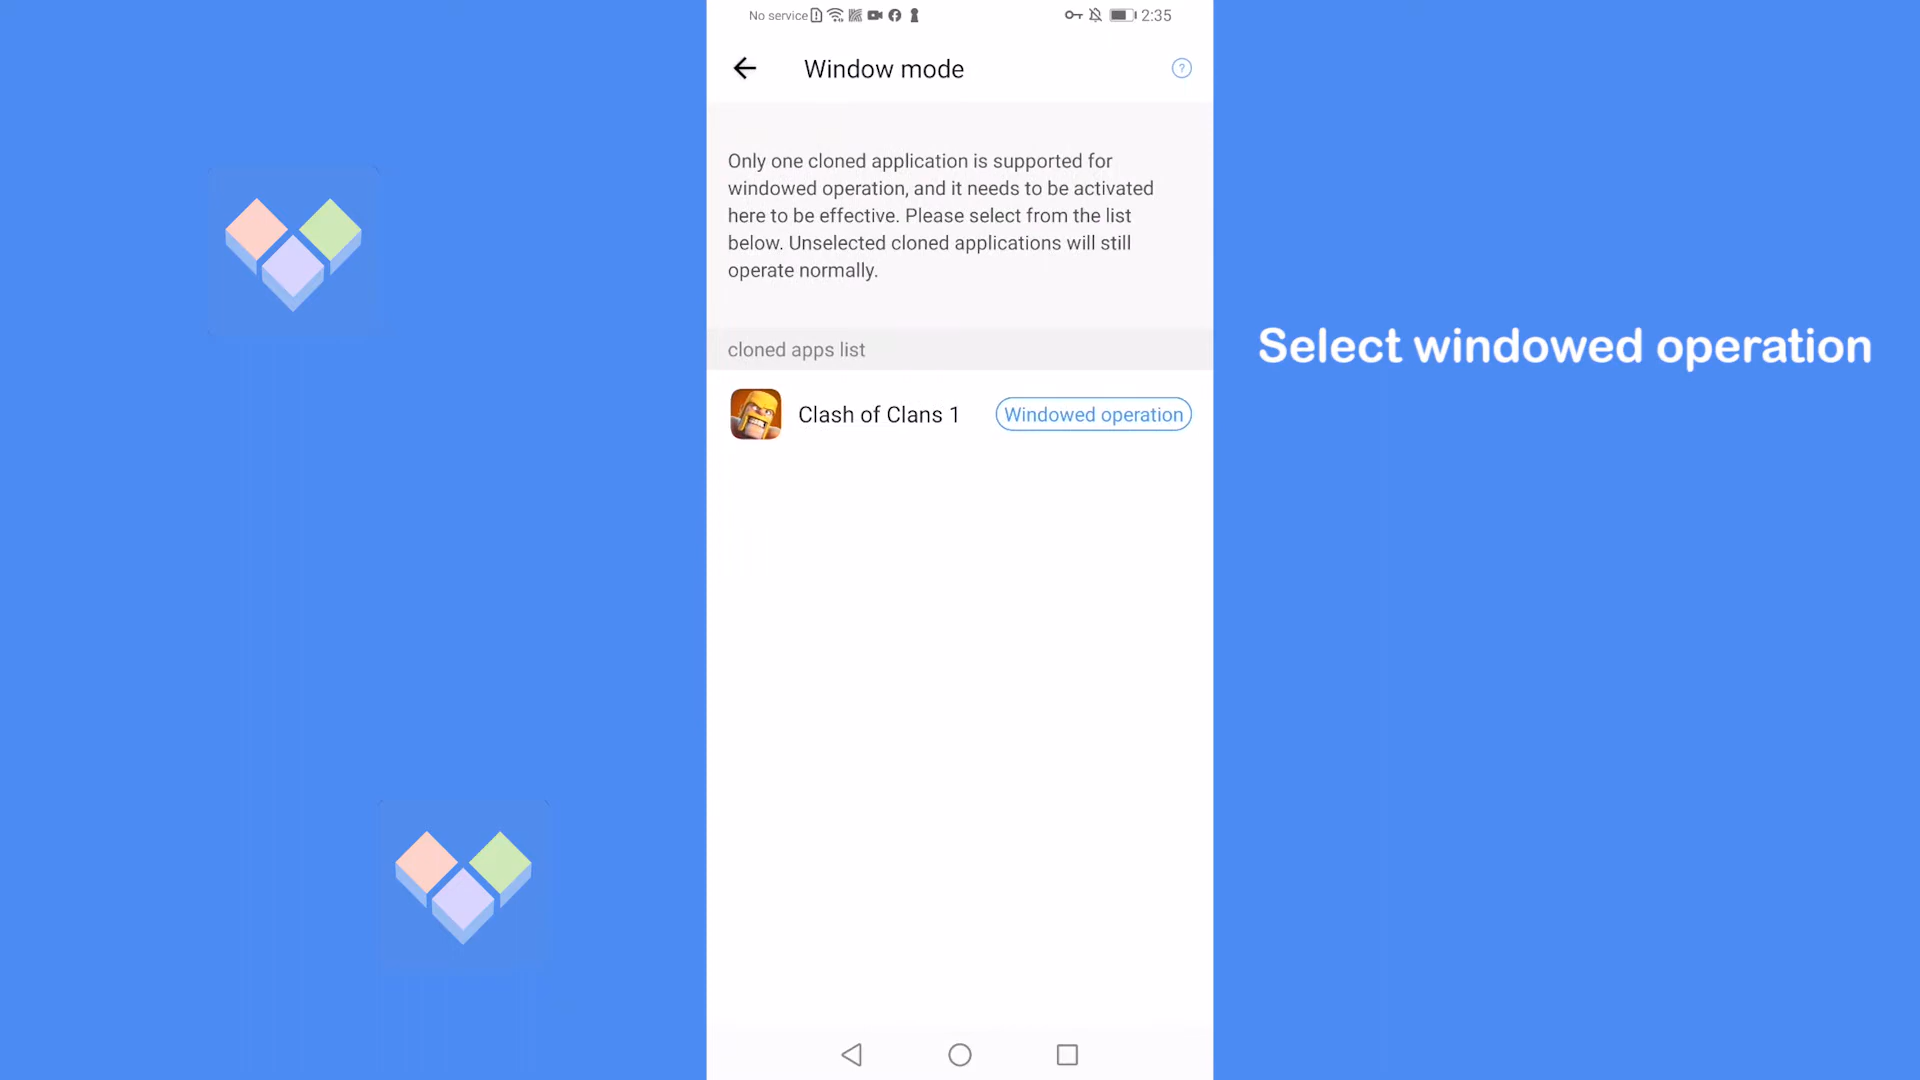 No service
2:35
Window mode
?
Only one cloned application is supported for
windowed operation, and it needs to be activated
here to be effective. Please select from the list
below. Unselected cloned applications will still
operate normally.
cloned apps list
Clash of Clans 1
Windowed operation
Select windowed operation